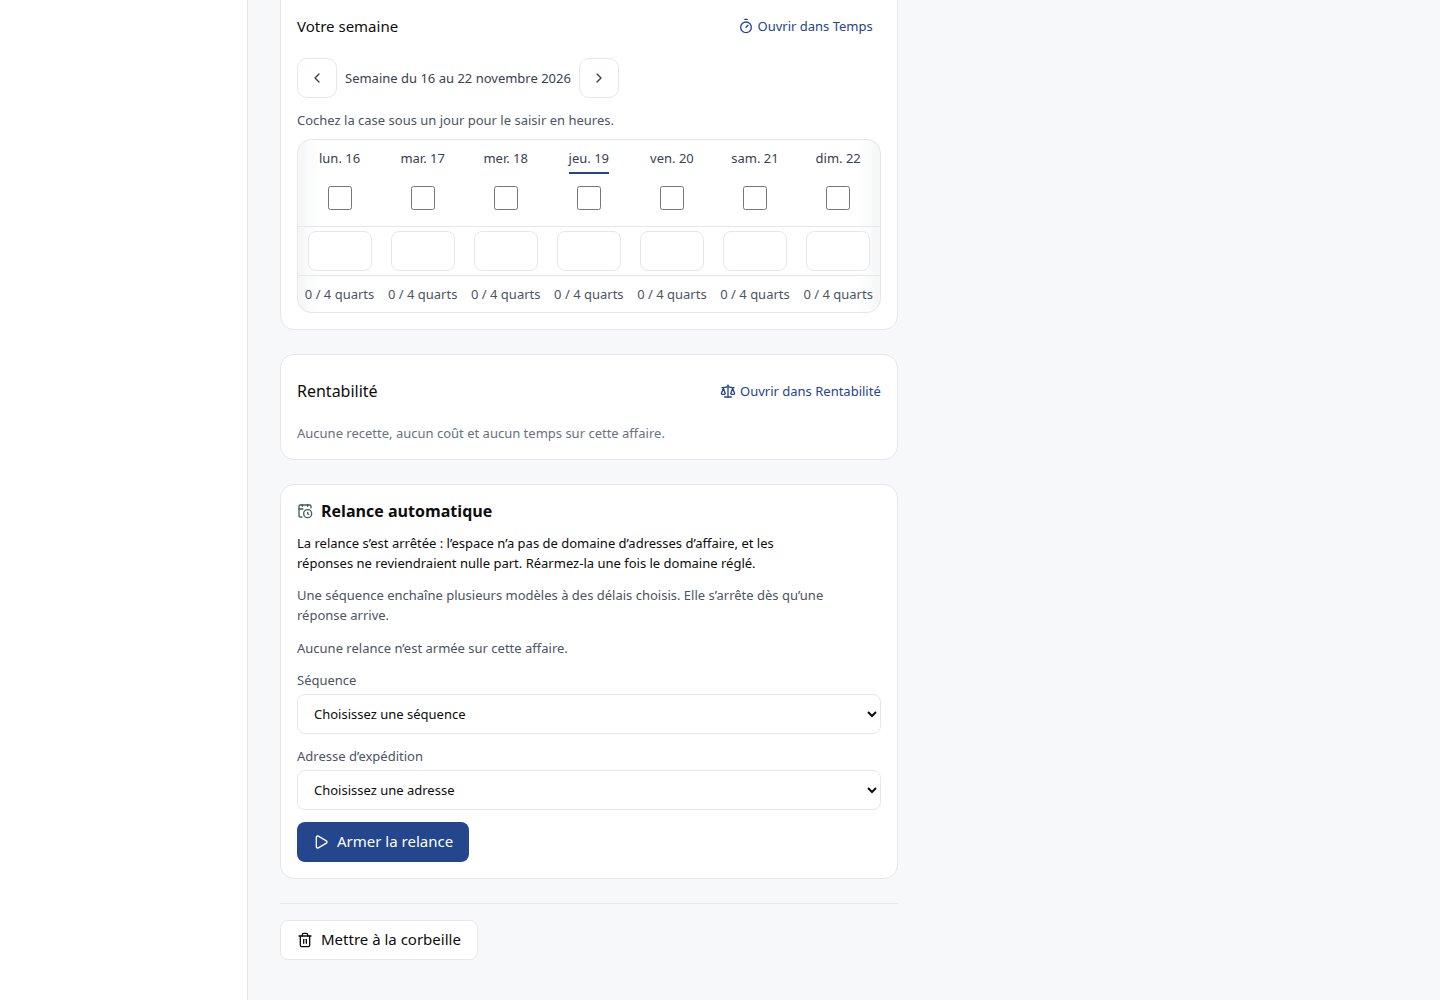 Votre semaine
Ouvrir dans Temps
Semaine du 16 au 22 novembre 2026
Cochez la case sous un jour pour le saisir en heures.
lun. 16 mar. 17 mer. 18 jeu. 19 ven. 20 sam. 21 dim. 22
0 / 4 quarts 0 / 4 quarts 0 / 4 quarts 0 / 4 quarts 0 / 4 quarts 0 / 4 quarts 0 / 4 quarts
Rentabilité
Ouvrir dans Rentabilité
Aucune recette, aucun coût et aucun temps sur cette affaire.
Relance automatique
La relance s’est arrêtée : l’espace n’a pas de domaine d’adresses d’affaire, et les
réponses ne reviendraient nulle part. Réarmez-la une fois le domaine réglé.
Une séquence enchaîne plusieurs modèles à des délais choisis. Elle s’arrête dès qu’une
réponse arrive.
Aucune relance n’est armée sur cette affaire.
Séquence
Choisissez une séquence
Adresse d’expédition
Choisissez une adresse
Armer la relance
Mettre à la corbeille